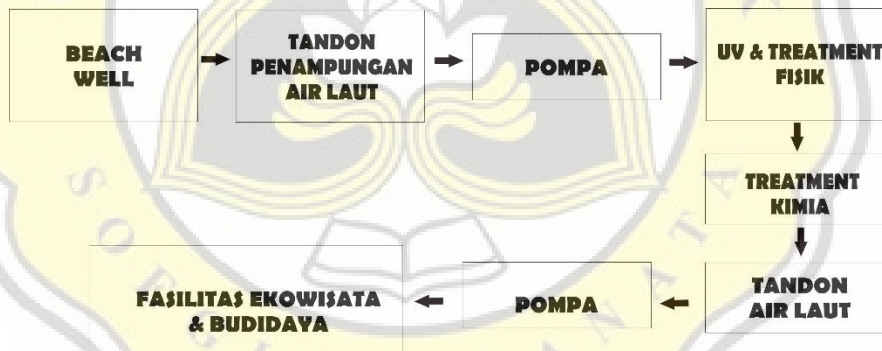 BEACH
WELL
TANDON
PENAMPUNGAN
AIR LAUT
POMPA
UV & TREATMENT
FISIK
TREATMENT
KIMIA
TANDON
AIR LAUT
POMPA
FASILITAS EKOWISATA
& BUDIDAYA